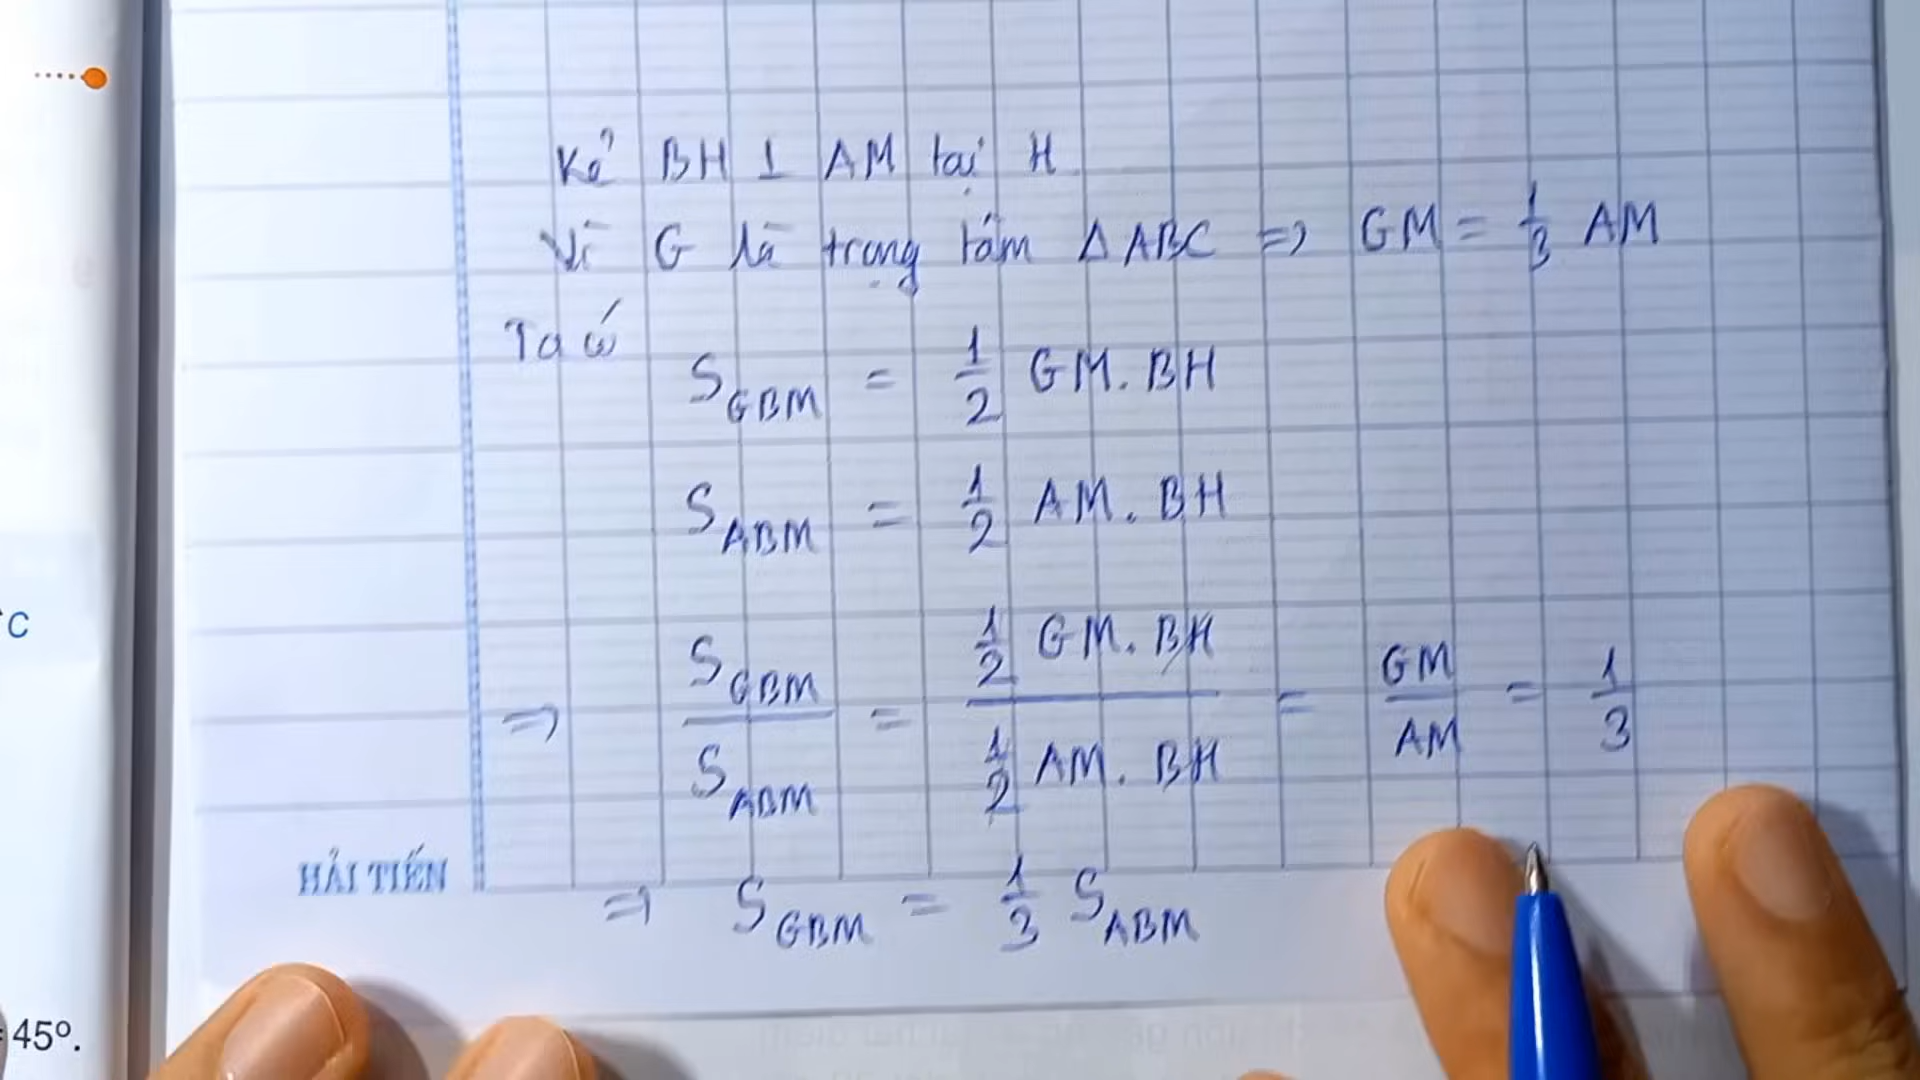 Kẻ BH ⊥ AM tại H
Vì G là trọng tâm Δ ABC => GM = 1/3 AM
Ta có
S_GBM = 1/2 GM. BH
S_ABM = 1/2 AM. BH
=> S_GBM / S_ABM = (1/2 GM. BH) / (1/2 AM. BH) = GM / AM = 1/3
C
HẢI TIẾN
=> S_GBM = 1/3 S_ABM
45º.